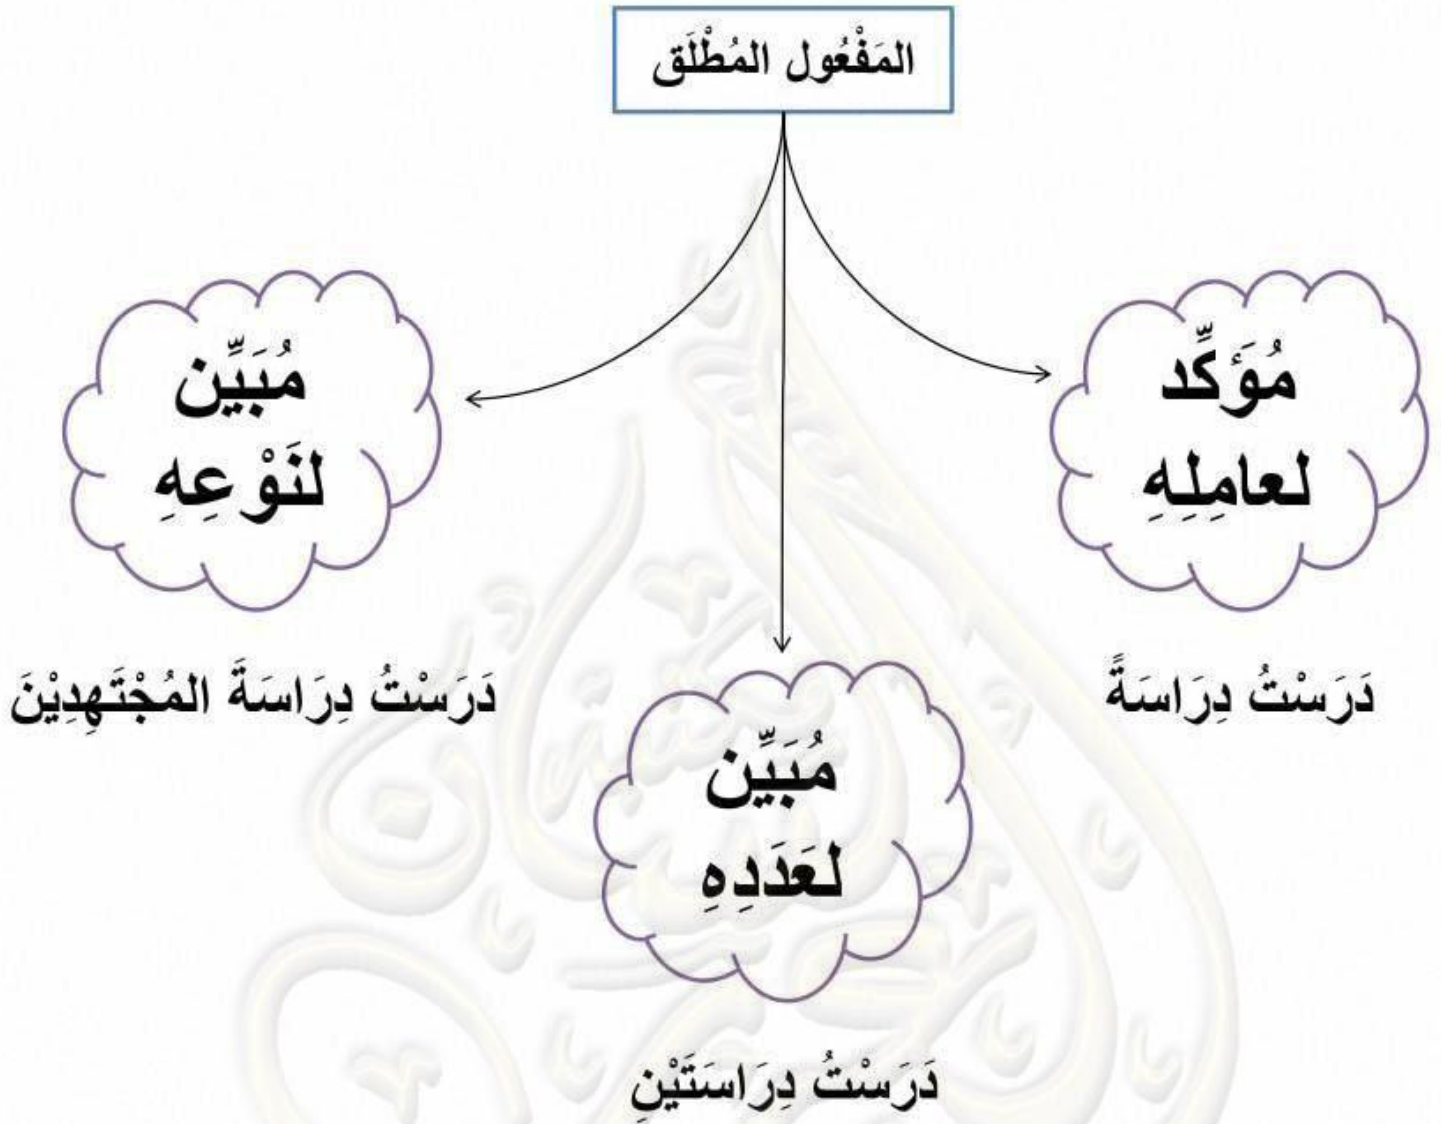 المَفْعُول المُطْلَق
مُؤَكِّد
لعامِلِهِ
دَرَسْتُ دِرَاسَةً
مُبَيِّن
لنَوْعِهِ
دَرَسْتُ دِرَاسَةَ المُجْتَهِدِيْنَ
مُبَيِّن
لعَدَدِهِ
دَرَسْتُ دِرَاسَتَيْنِ